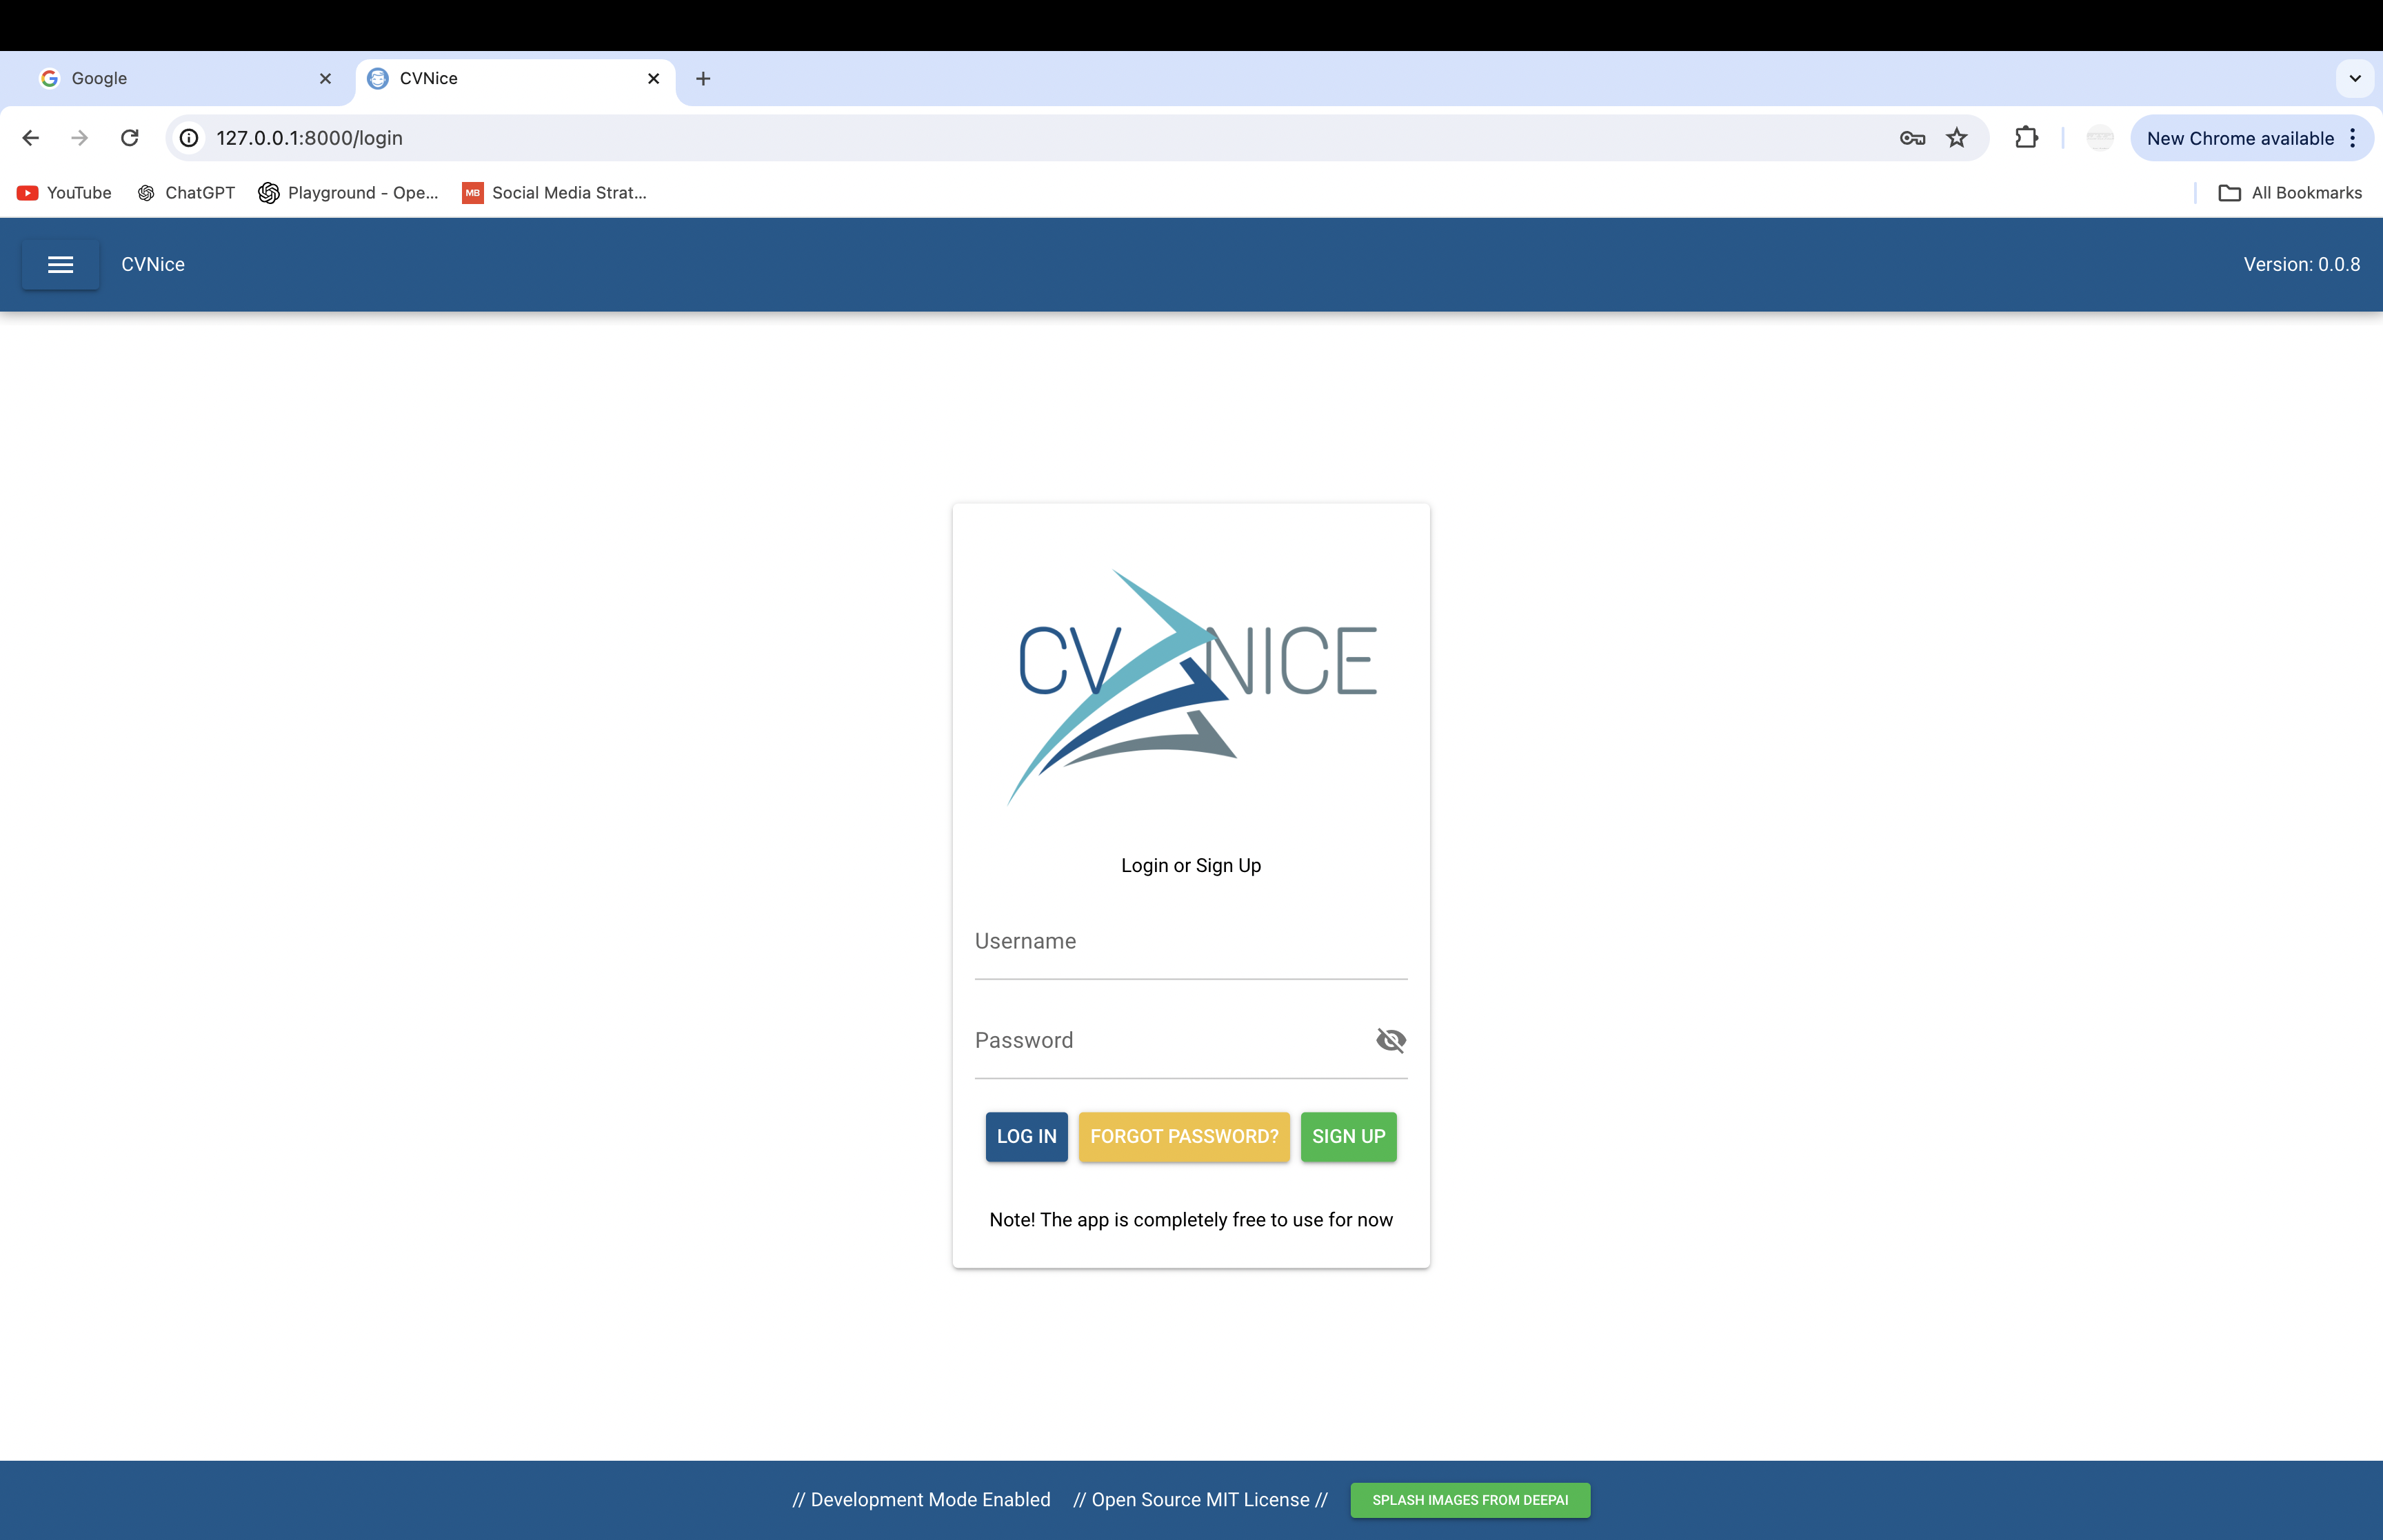 Google
CVNice
127.0.0.1:8000/login
New Chrome available
YouTube
ChatGPT
Playground - Ope...
MB
Social Media Strat...
All Bookmarks
CVNice
Version: 0.0.8
CV NICE
Login or Sign Up
Username
Password
LOG IN
FORGOT PASSWORD?
SIGN UP
Note! The app is completely free to use for now
// Development Mode Enabled // Open Source MIT License //
SPLASH IMAGES FROM DEEPAI